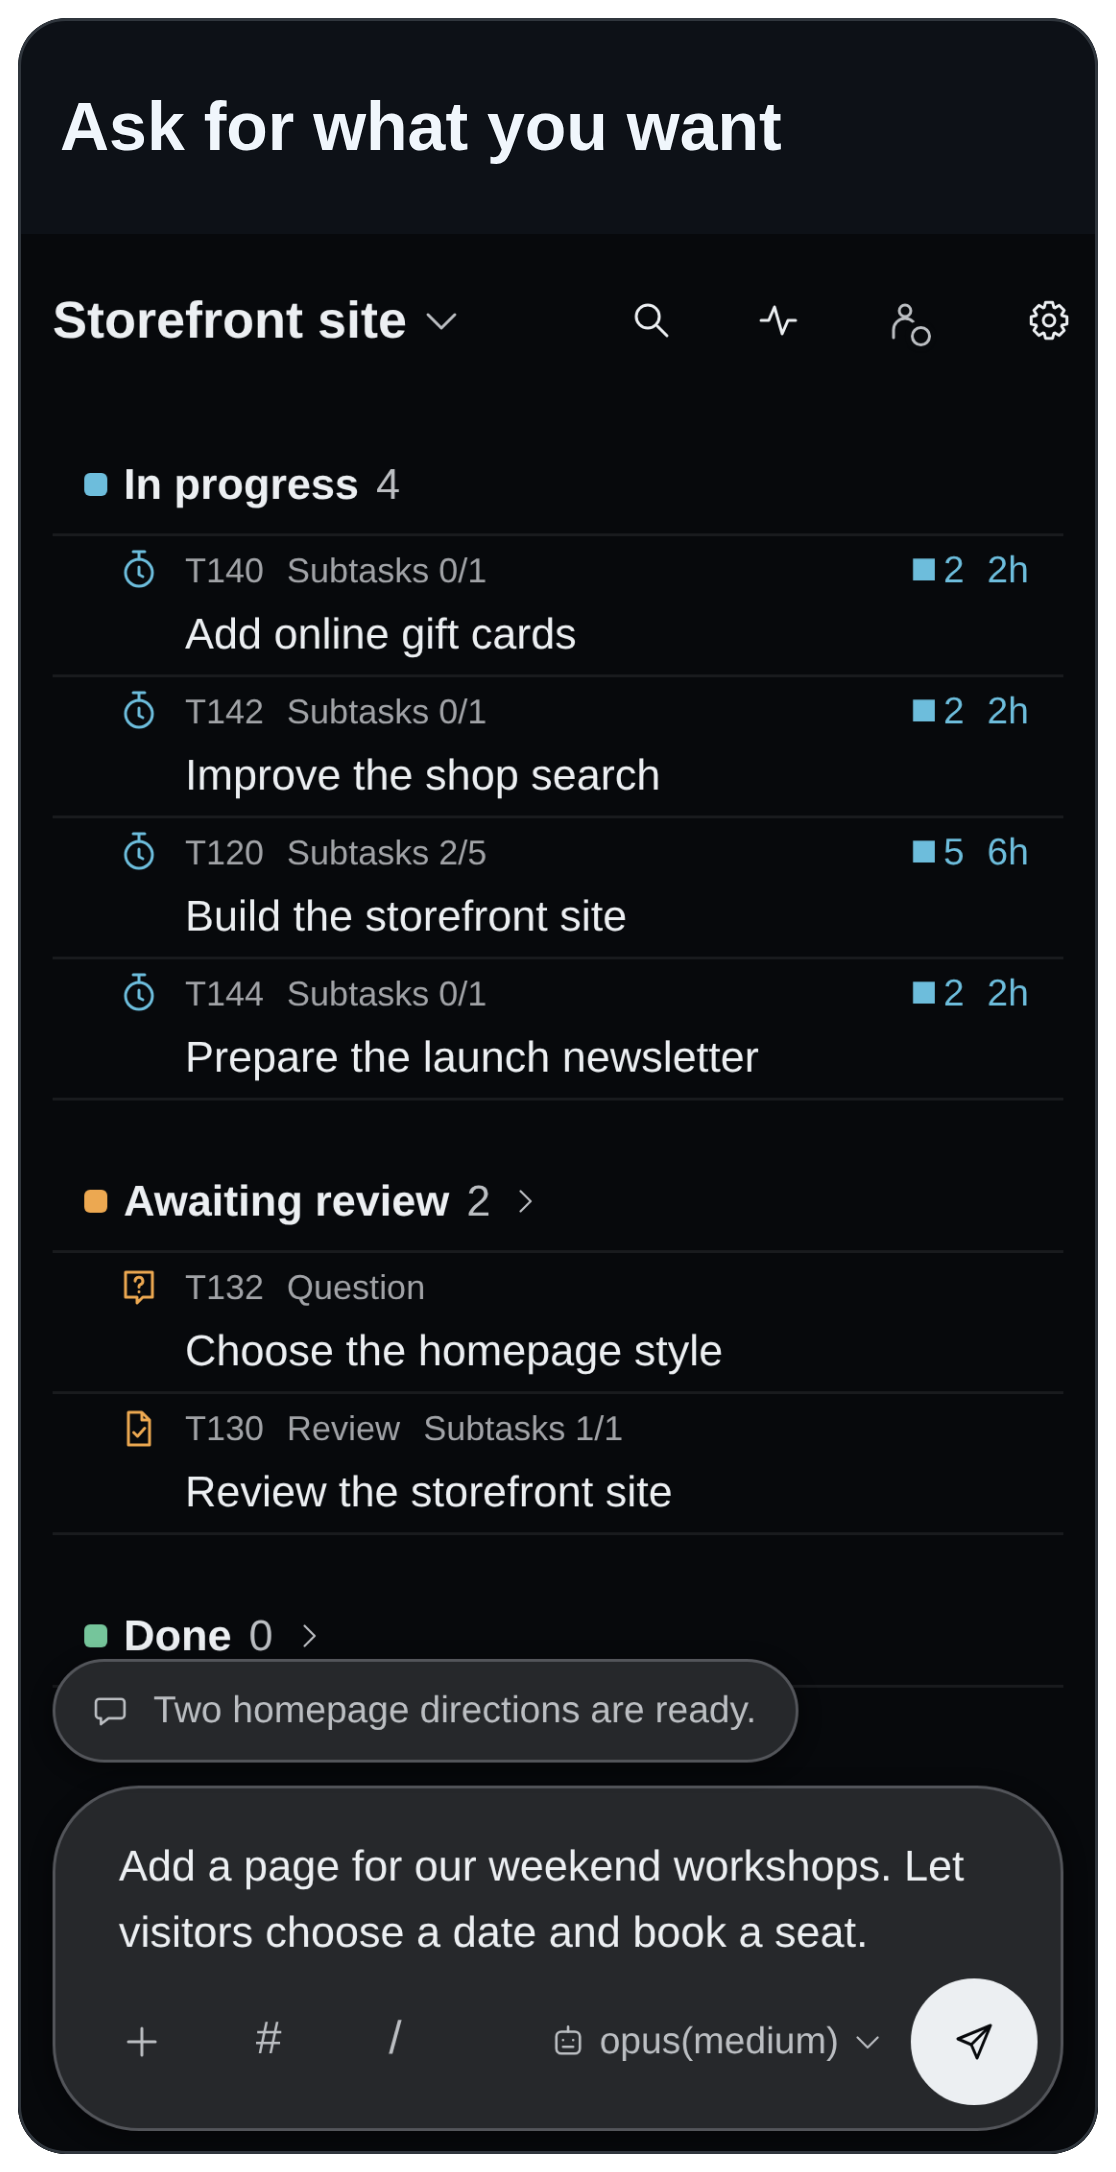 Ask for what you want
Storefront site
In progress 4
T140 Subtasks 0/1 2 2h
Add online gift cards
T142 Subtasks 0/1 2 2h
Improve the shop search
T120 Subtasks 2/5 5 6h
Build the storefront site
T144 Subtasks 0/1 2 2h
Prepare the launch newsletter
Awaiting review 2
T132 Question
Choose the homepage style
T130 Review Subtasks 1/1
Review the storefront site
Done 0
Two homepage directions are ready.
Add a page for our weekend workshops. Let
visitors choose a date and book a seat.
+ # / opus(medium)